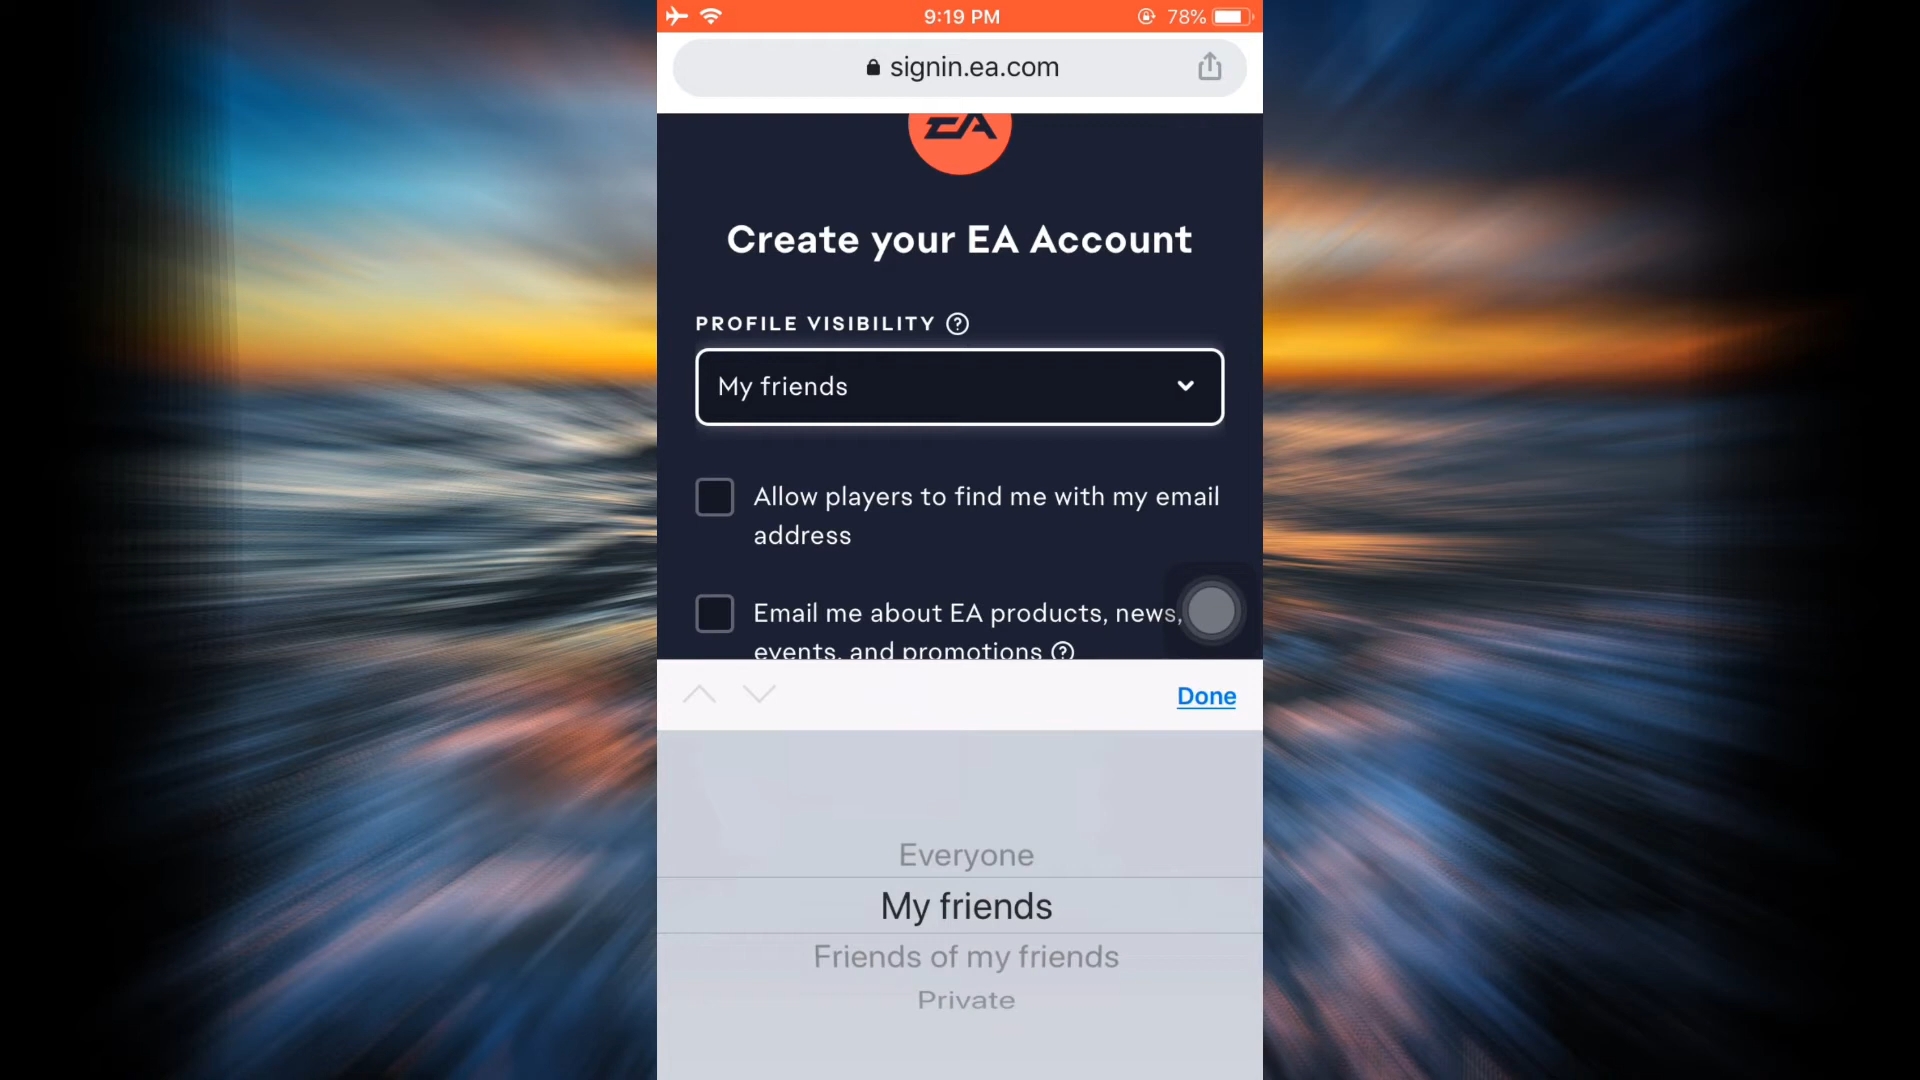 9:19 PM
78%
signin.ea.com
EA
Create your EA Account
PROFILE VISIBILITY ?
My friends
Allow players to find me with my email
address
Email me about EA products, news,
events, and promotions ?
Done
Everyone
My friends
Friends of my friends
Private